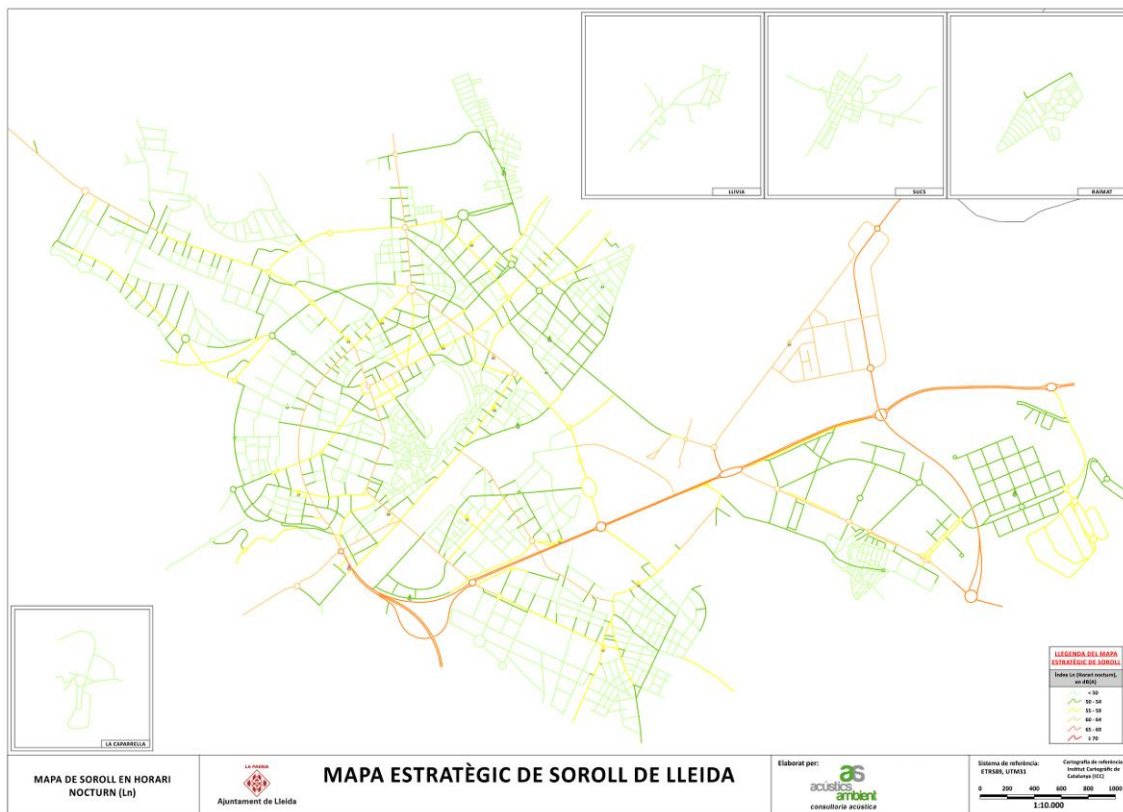 LLÍVIA
SUCS
RAÏMAT
LA CAPARRELLA
LLEGENDA DEL MAPA
ESTRATÈGIC DE SOROLL
Índex Ln (Horari nocturn),
en dB(A)
< 50
50 - 54
55 - 59
60 - 64
65 - 69
≥ 70
MAPA DE SOROLL EN HORARI
NOCTURN (Ln)
LA PAERIA
Ajuntament de Lleida
MAPA ESTRATÈGIC DE SOROLL DE LLEIDA
Elaborat per:
acústics
ambient
consultoria acústica
Sistema de referència:
ETRS89, UTM31
Cartografia de referència:
Institut Cartogràfic de
Catalunya (ICC)
0 200 400 600 800 1000
1:10.000